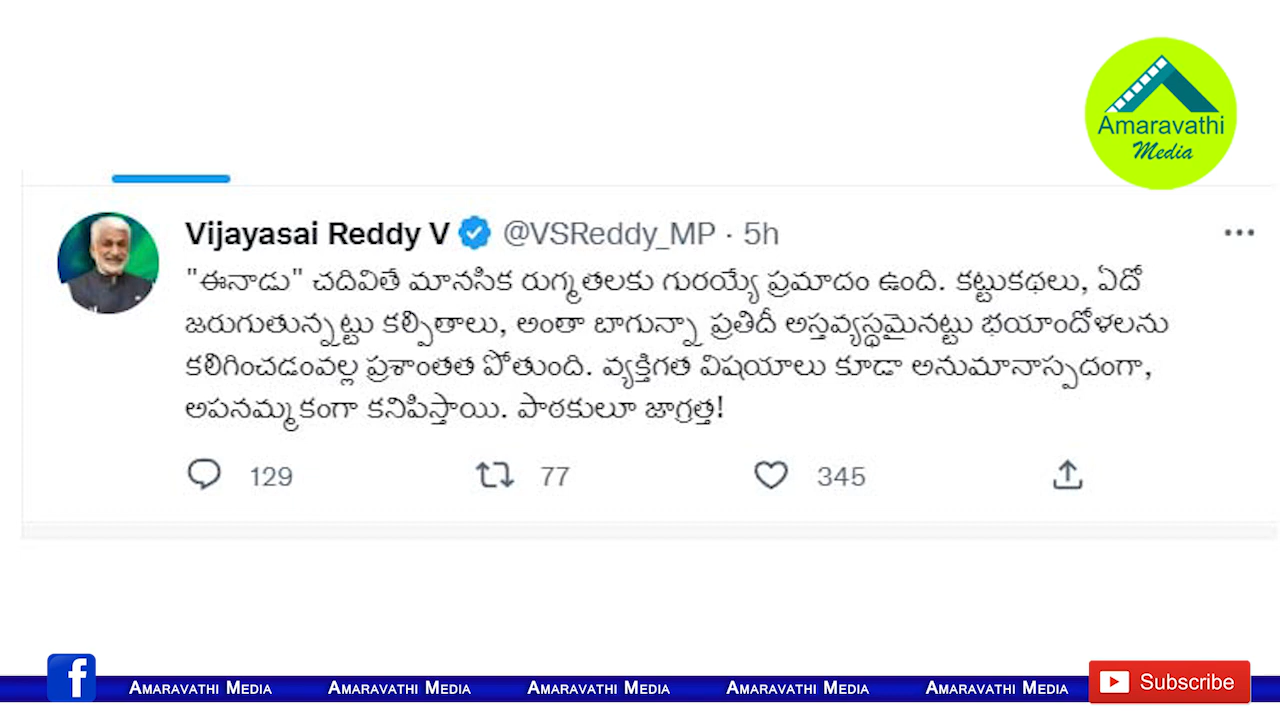 Amaravathi
Media
Vijayasai Reddy V @VSReddy_MP · 5h
"ఈనాడు" చదివితే మానసిక రుగ్మతలకు గురయ్యే ప్రమాదం ఉంది. కట్టుకథలు, ఏదో
జరుగుతున్నట్టు కల్పితాలు, అంతా బాగున్నా ప్రతిదీ అస్తవ్యస్థమైనట్టు భయాందోళలను
కలిగించడంవల్ల ప్రశాంతత పోతుంది. వ్యక్తిగత విషయాలు కూడా అనుమానాస్పదంగా,
అపనమ్మకంగా కనిపిస్తాయి. పాఠకులూ జాగ్రత్త!
129 77 345
f Amaravathi Media Amaravathi Media Amaravathi Media Amaravathi Media Amaravathi Media Subscribe